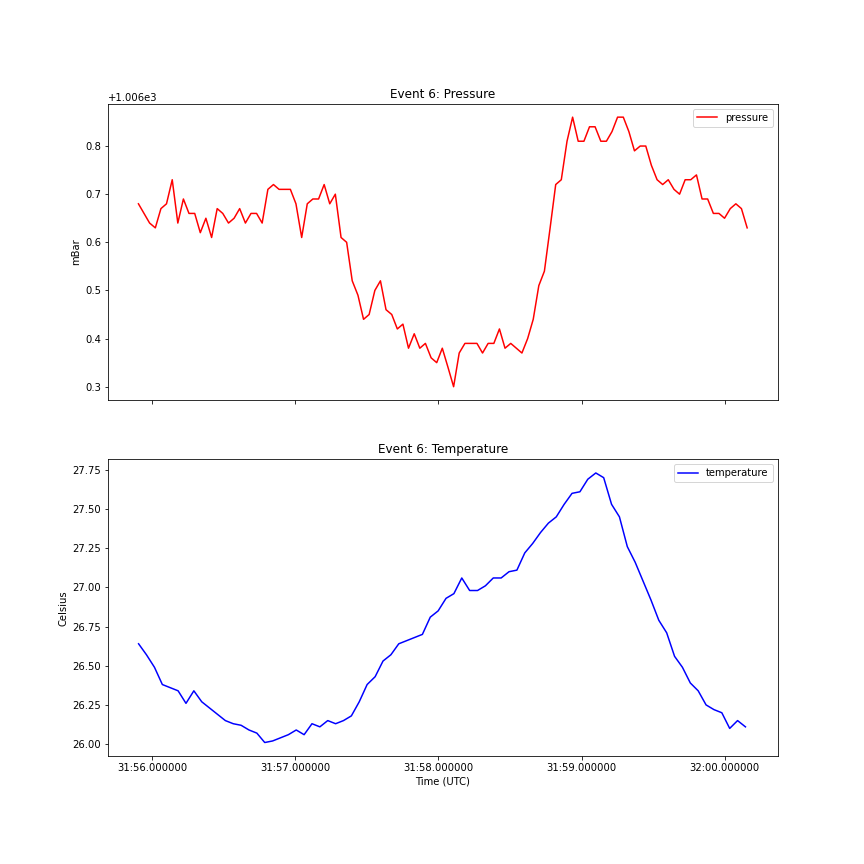 Event 6: Pressure
+1.006e3
pressure
0.8
0.7
0.6
0.5
0.4
0.3
mBar
Event 6: Temperature
temperature
27.75
27.50
27.25
27.00
26.75
26.50
26.25
26.00
Celsius
31:56.000000 31:57.000000 31:58.000000 31:59.000000 32:00.000000
Time (UTC)